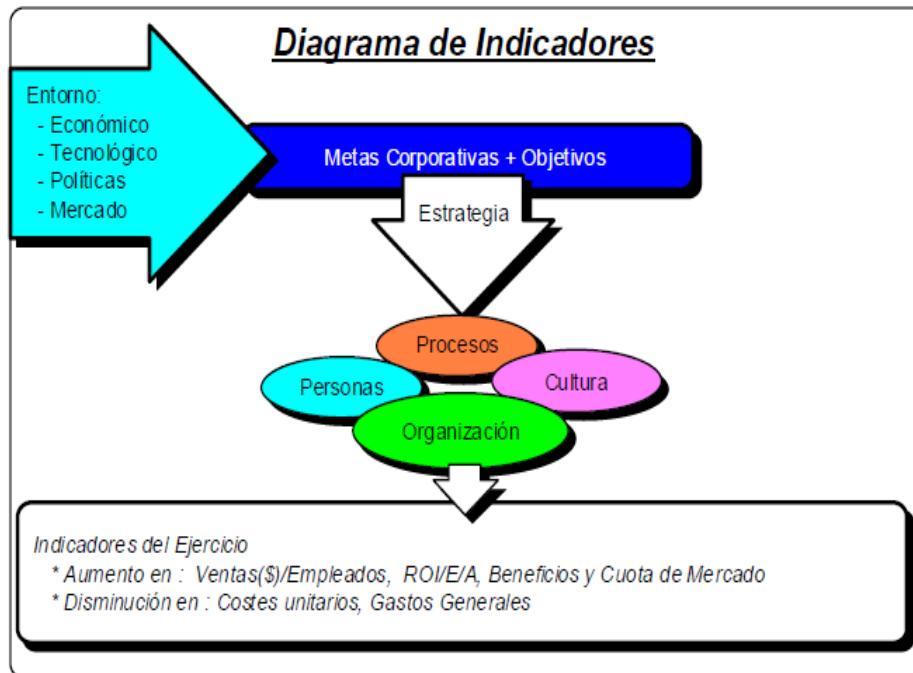 Diagrama de Indicadores
Entorno:
- Económico
- Tecnológico
- Políticas
- Mercado
Metas Corporativas + Objetivos
Estrategia
Procesos
Personas
Cultura
Organización
Indicadores del Ejercicio
* Aumento en : Ventas($)/Empleados, ROI/E/A, Beneficios y Cuota de Mercado
* Disminución en : Costes unitarios, Gastos Generales